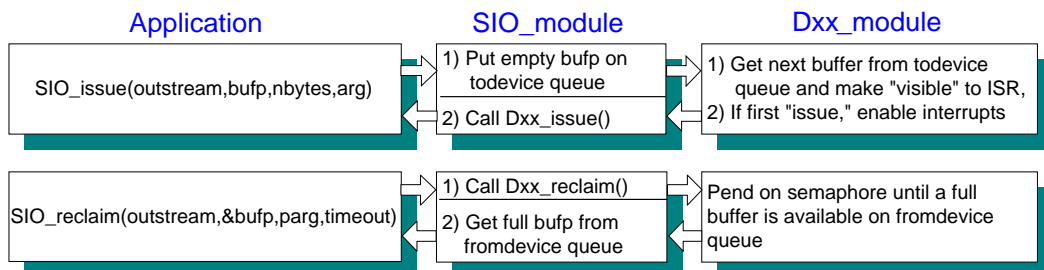 Application
SIO_module
Dxx_module
SIO_issue(outstream,bufp,nbytes,arg)
1) Put empty bufp on
todevice queue
2) Call Dxx_issue()
1) Get next buffer from todevice
queue and make "visible" to ISR,
2) If first "issue," enable interrupts
SIO_reclaim(outstream,&bufp,parg,timeout)
1) Call Dxx_reclaim()
2) Get full bufp from
fromdevice queue
Pend on semaphore until a full
buffer is available on fromdevice
queue